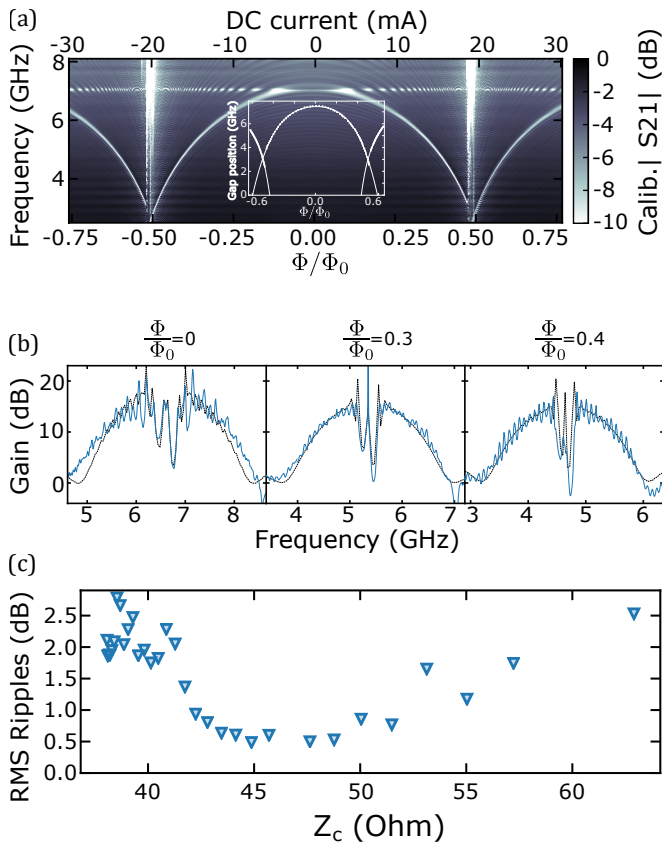 (a)
DC current (mA)
-30 -20 -10 0 10 20 30
Frequency (GHz)
8
6
4
Gap position (GHz)
6
4
2
0
-0.6 0.0 0.6
Φ/Φ0
-0.75 -0.50 -0.25 0.00 0.25 0.50 0.75
Φ/Φ0
0
-2
-4
-6
-8
-10
Calib.| S21| (dB)
(b)
Φ/Φ0=0 Φ/Φ0=0.3 Φ/Φ0=0.4
Gain (dB)
20
10
0
5 6 7 8 4 5 6 7 3 4 5 6
Frequency (GHz)
(c)
RMS Ripples (dB)
2.5
2.0
1.5
1.0
0.5
0.0
40 45 50 55 60
Z_c (Ohm)